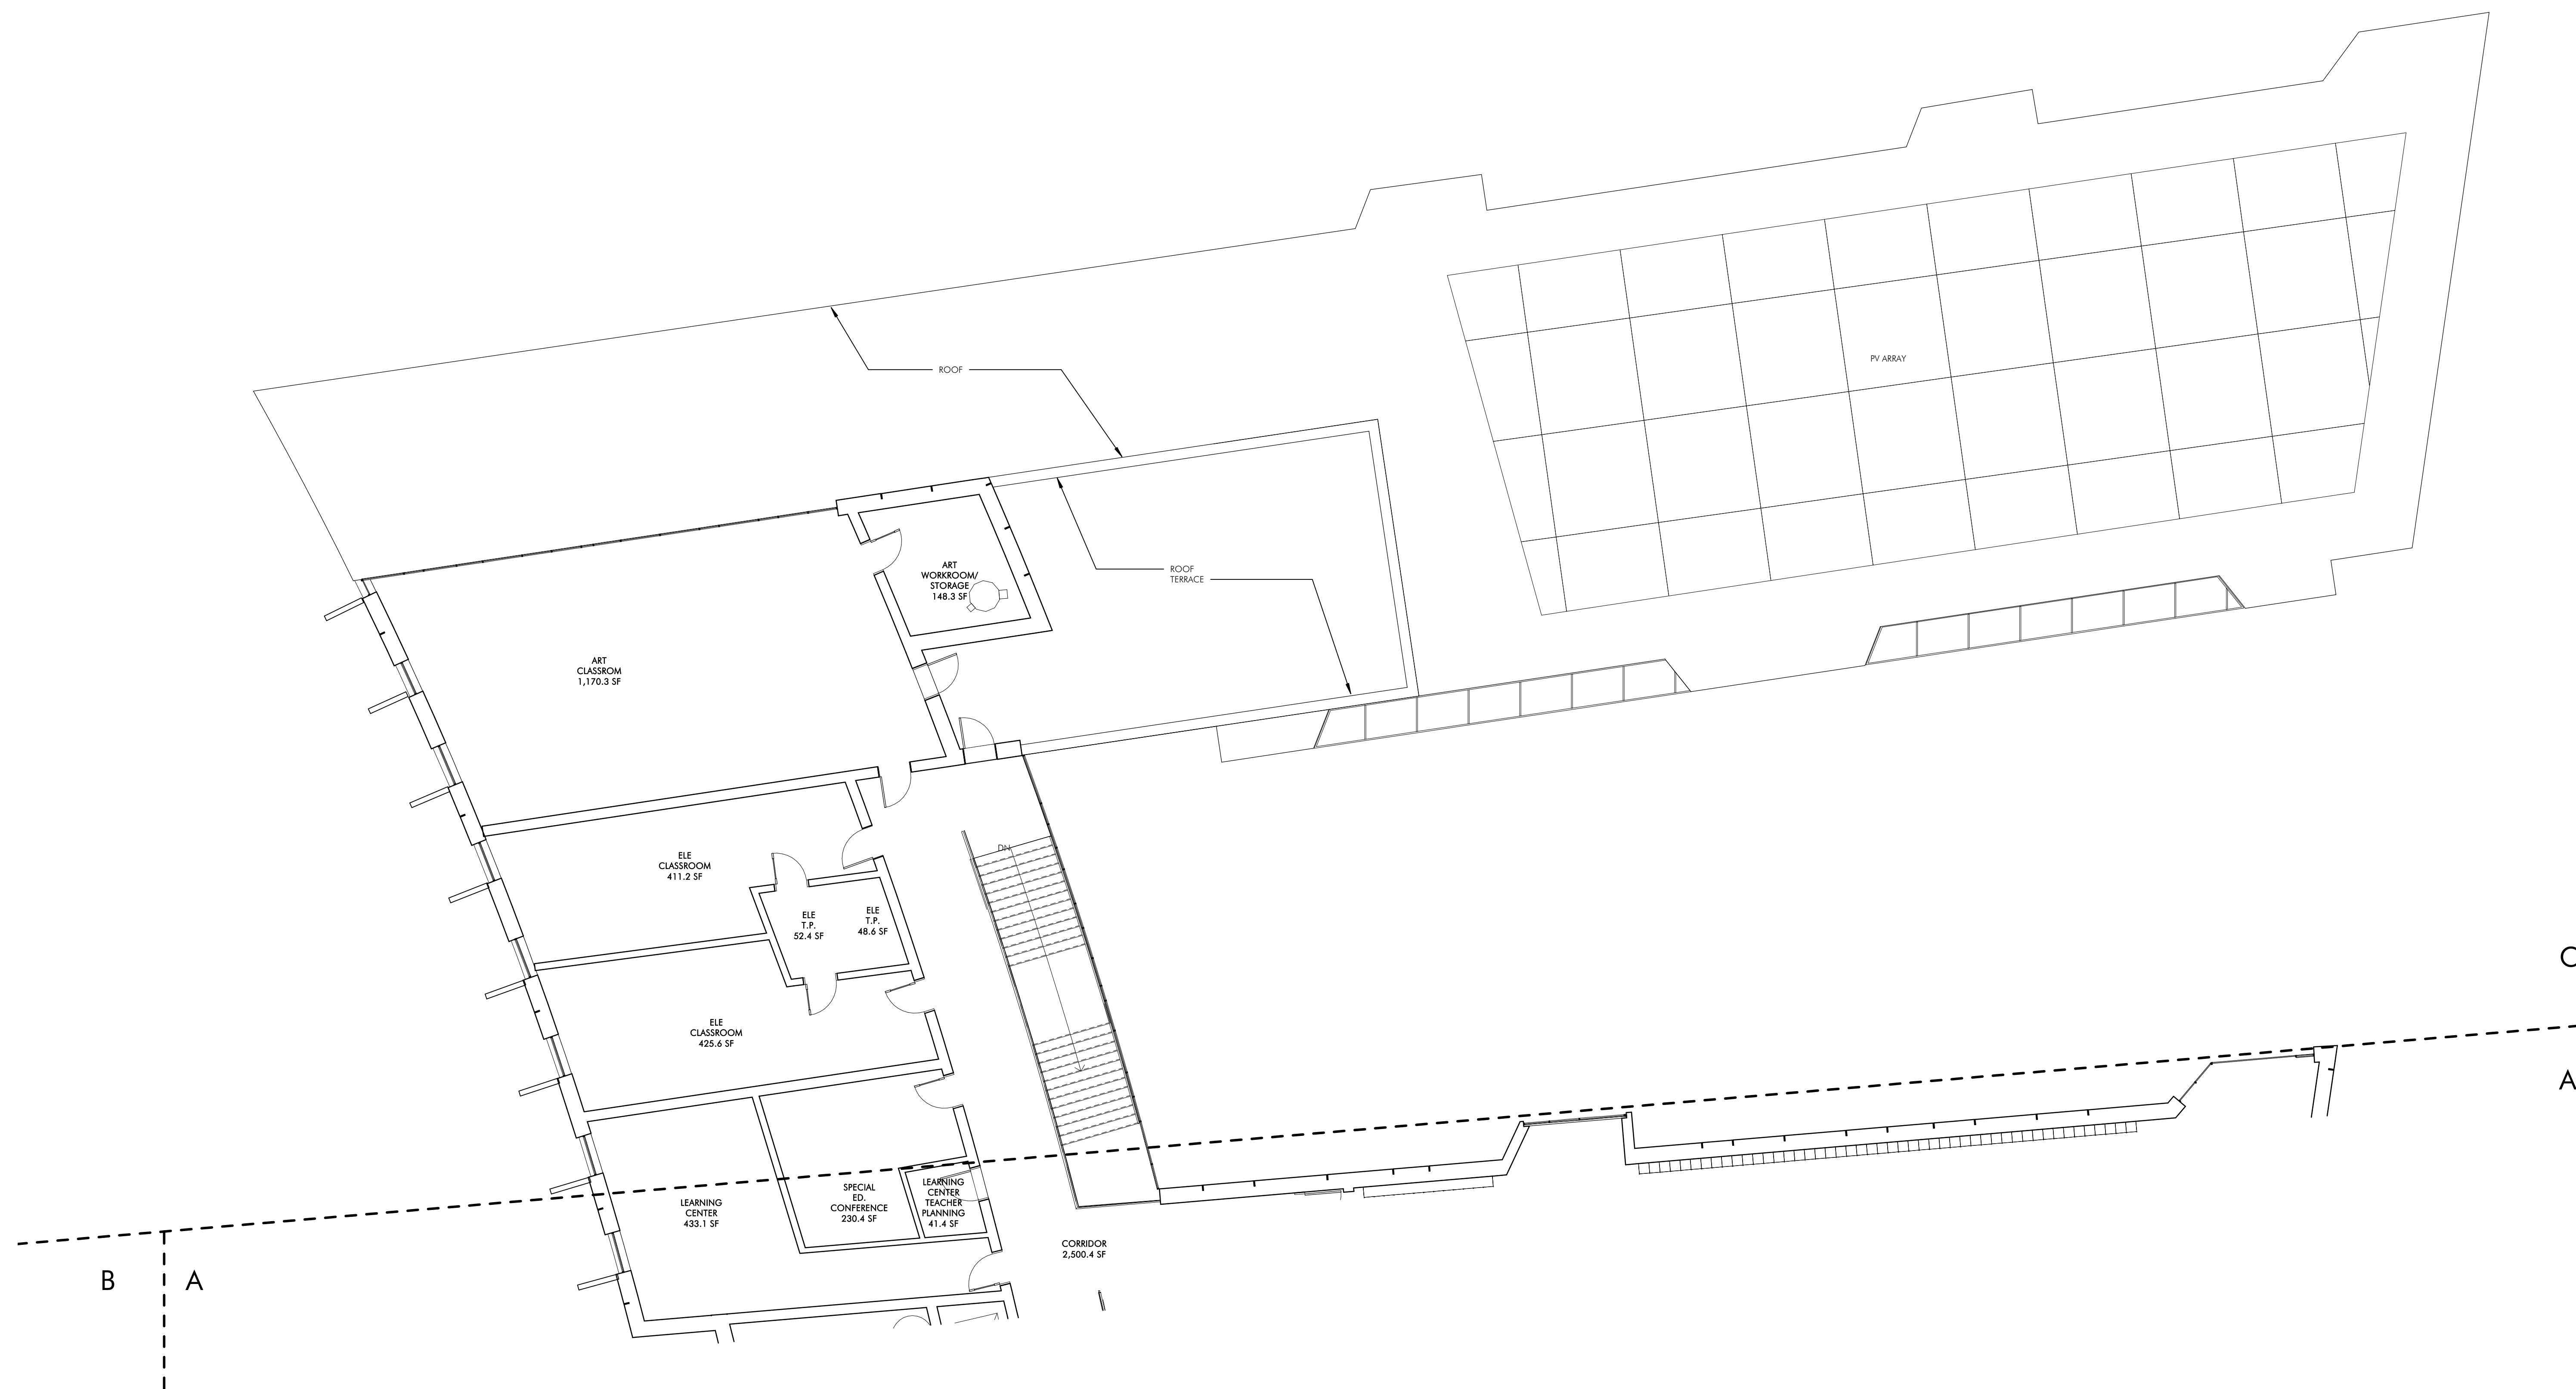 ROOF
PV ARRAY
ROOF
TERRACE
ART
WORKROOM/
STORAGE
148.3 SF
ART
CLASSROM
1,170.3 SF
DN
ELE
CLASSROOM
411.2 SF
ELE
T.P.
52.4 SF
ELE
T.P.
48.6 SF
ELE
CLASSROOM
425.6 SF
LEARNING
CENTER
433.1 SF
SPECIAL
ED.
CONFERENCE
230.4 SF
LEARNING
CENTER
TEACHER
PLANNING
41.4 SF
CORRIDOR
2,500.4 SF
B
A
A